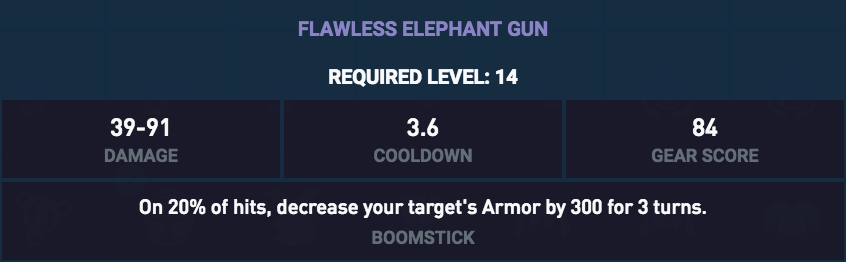 FLAWLESS ELEPHANT GUN
REQUIRED LEVEL: 14
39-91
3.6
84
DAMAGE
COOLDOWN
GEAR SCORE
On 20% of hits, decrease your target's Armor by 300 for 3 turns.
BOOMSTICK